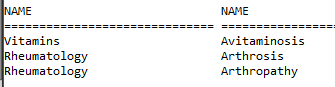 NAME NAME
============================== ===============
Vitamins Avitaminosis
Rheumatology Arthrosis
Rheumatology Arthropathy